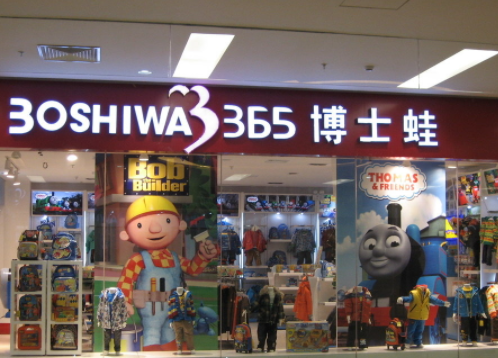 BOSHIWA 365 博士蛙
Bob
the
Builder
THOMAS
& FRIENDS